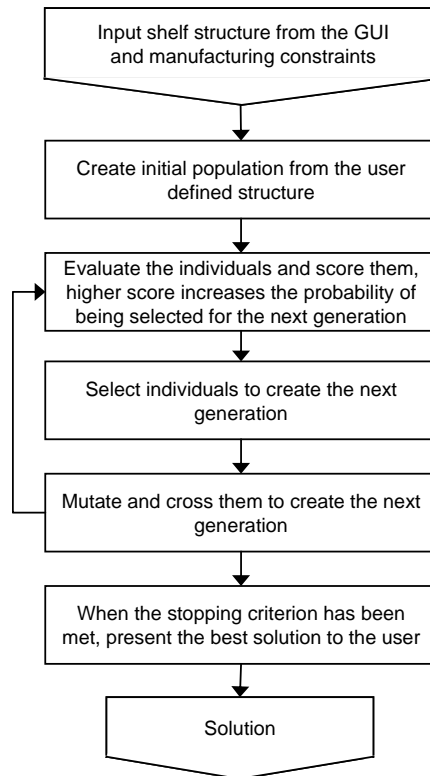 Input shelf structure from the GUI
and manufacturing constraints
Create initial population from the user
defined structure
Evaluate the individuals and score them,
higher score increases the probability of
being selected for the next generation
Select individuals to create the next
generation
Mutate and cross them to create the next
generation
When the stopping criterion has been
met, present the best solution to the user
Solution